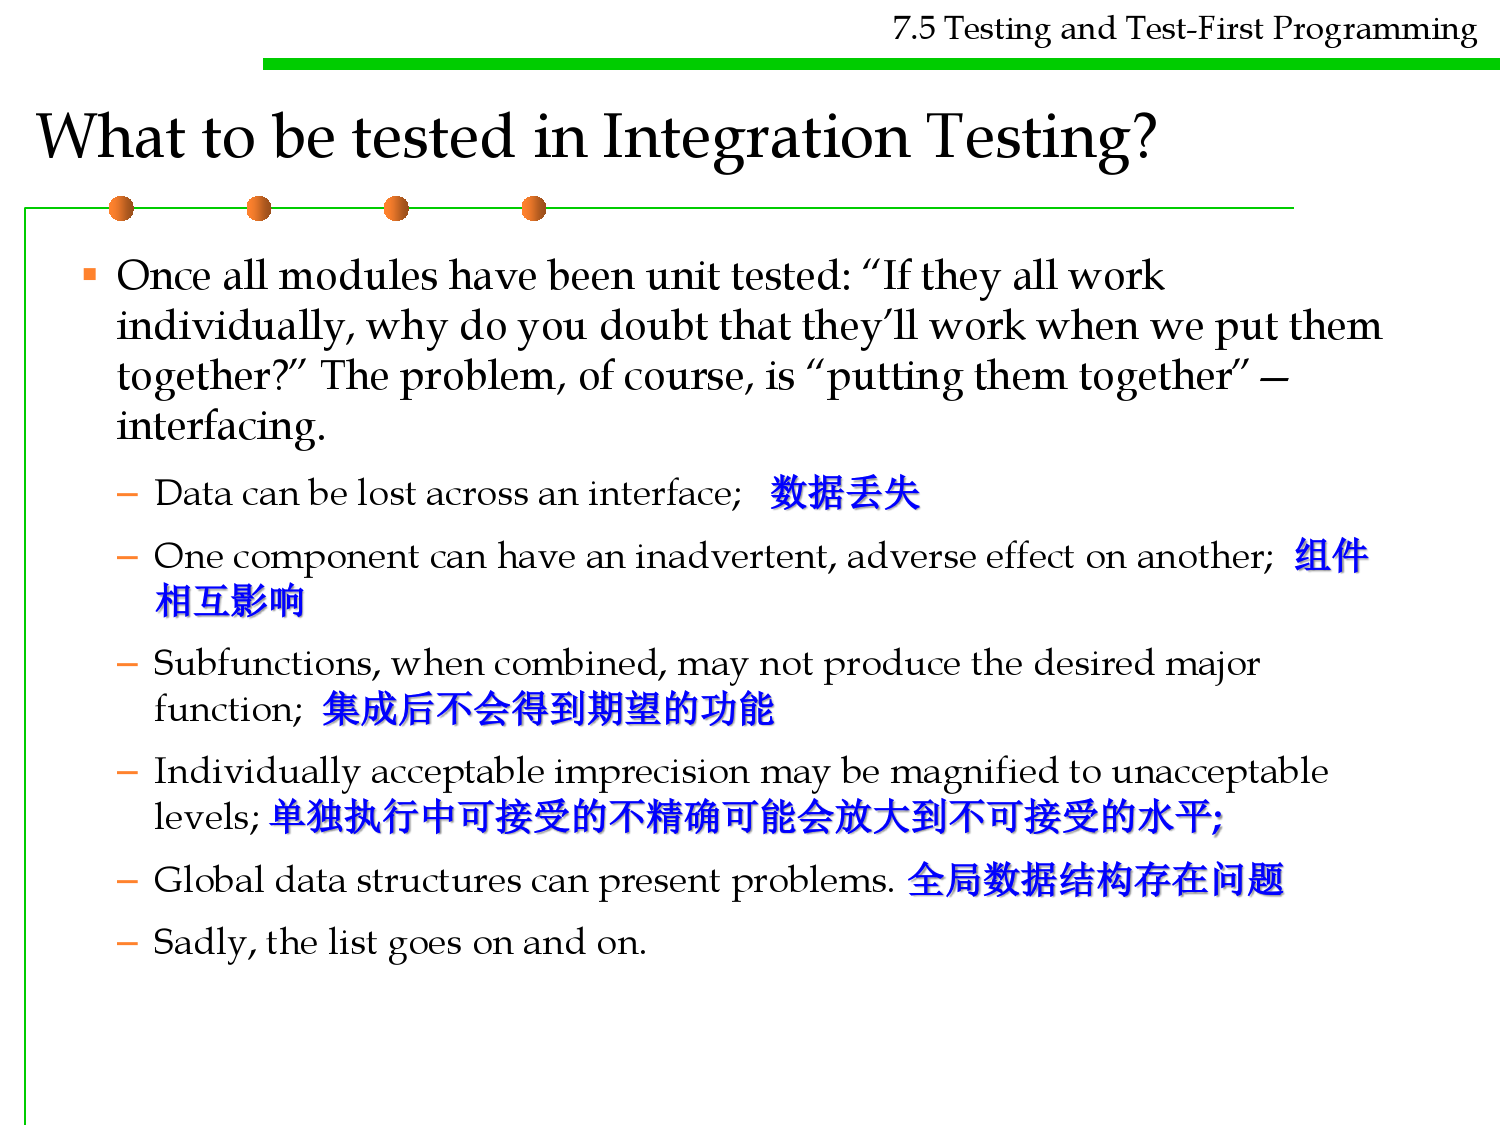 7.5 Testing and Test-First Programming
What to be tested in Integration Testing?
▪ Once all modules have been unit tested: “If they all work
individually, why do you doubt that they’ll work when we put them
together?” The problem, of course, is “putting them together”—
interfacing.
– Data can be lost across an interface; 数据丢失
– One component can have an inadvertent, adverse effect on another; 组件
相互影响
– Subfunctions, when combined, may not produce the desired major
function; 集成后不会得到期望的功能
– Individually acceptable imprecision may be magnified to unacceptable
levels; 单独执行中可接受的不精确可能会放大到不可接受的水平;
– Global data structures can present problems. 全局数据结构存在问题
– Sadly, the list goes on and on.